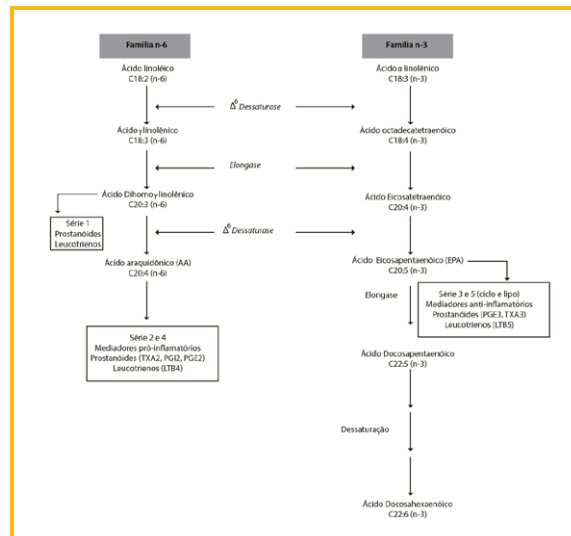 Família n-6
Ácido linoléico
C18:2 (n-6)
Ácido γ linolênico
C18:3 (n-6)
Ácido Dihomo γ linolênico
C20:3 (n-6)
Série 1
Prostanóides
Leucotrienos
Ácido araquidônico (AA)
C20:4 (n-6)
Série 2 e 4
Mediadores pró-inflamatórios
Prostanóides (TXA2, PGI2, PGE2)
Leucotrienos (LTB4)
Δ6 Dessaturase
Elongase
Δ6 Dessaturase
Família n-3
Ácido α linolênico
C18:3 (n-3)
Ácido octadecatetraenóico
C18:4 (n-3)
Ácido Eicosatetraenóico
C20:4 (n-3)
Ácido Eicosapentaenóico (EPA)
C20:5 (n-3)
Elongase
Série 3 e 5 (ciclo e lipo)
Mediadores anti-inflamatórios
Prostanóides (PGE3, TXA3)
Leucotrienos (LTB5)
Ácido Docosapentaenóico
C22:5 (n-3)
Dessaturação
Ácido Docosahexaenóico
C22:6 (n-3)